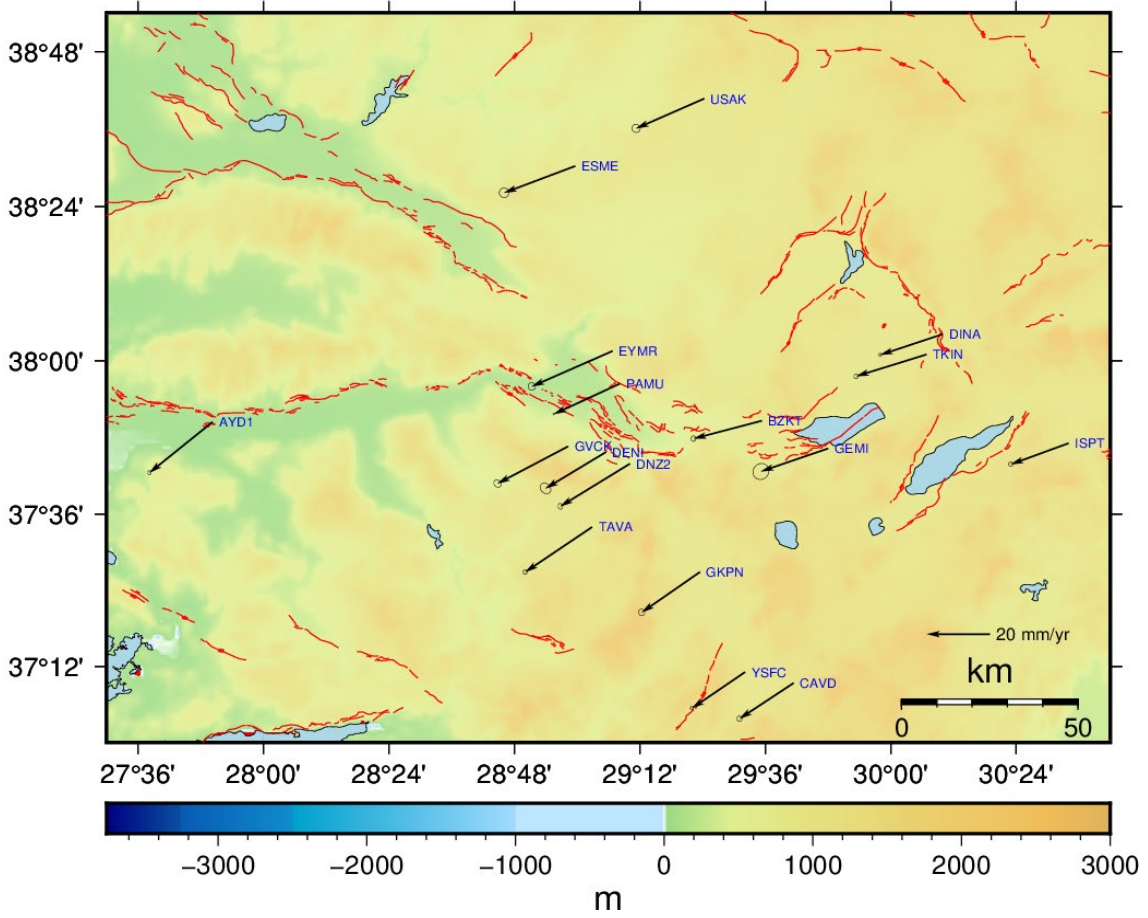 38°48'
USAK
ESME
38°24'
DINA
EYMR
TKIN
38°00'
PAMU
AYD1
BZKT
ISPT
GVCK
GEMI
DENI
DNZ2
37°36'
TAVA
GKPN
20 mm/yr
37°12'
YSFC
km
CAVD
0 50
27°36' 28°00' 28°24' 28°48' 29°12' 29°36' 30°00' 30°24'
−3000 −2000 −1000 0 1000 2000 3000
m